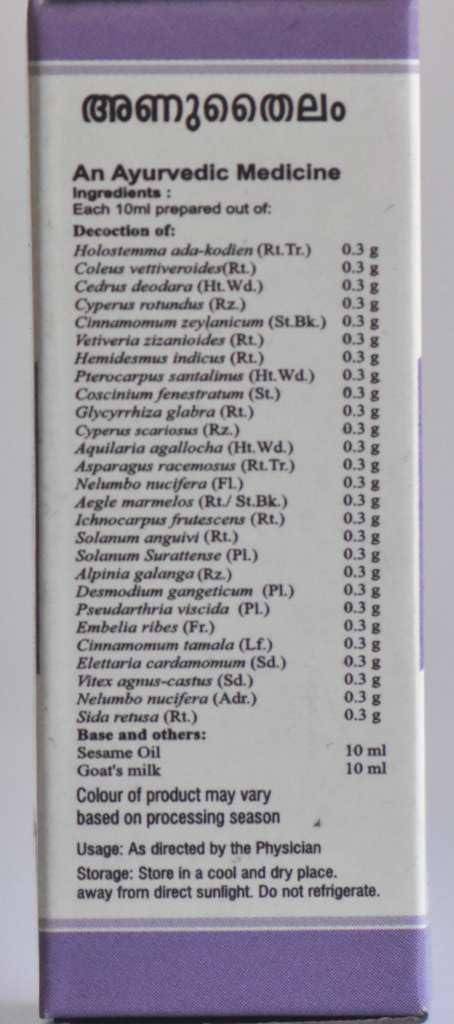 അണുതൈലം
An Ayurvedic Medicine
Ingredients :
Each 10ml prepared out of:
Decoction of:
Holostemma ada-kodien (Rt.Tr.) 0.3 g
Coleus vettiveroides(Rt.) 0.3 g
Cedrus deodara (Ht.Wd.) 0.3 g
Cyperus rotundus (Rz.) 0.3 g
Cinnamomum zeylanicum (St.Bk.) 0.3 g
Vetiveria zizanioides (Rt.) 0.3 g
Hemidesmus indicus (Rt.) 0.3 g
Pterocarpus santalinus (Ht.Wd.) 0.3 g
Coscinium fenestratum (St.) 0.3 g
Glycyrrhiza glabra (Rt.) 0.3 g
Cyperus scariosus (Rz.) 0.3 g
Aquilaria agallocha (Ht.Wd.) 0.3 g
Asparagus racemosus (Rt.Tr.) 0.3 g
Nelumbo nucifera (Fl.) 0.3 g
Aegle marmelos (Rt./ St.Bk.) 0.3 g
Ichnocarpus frutescens (Rt.) 0.3 g
Solanum anguivi (Rt.) 0.3 g
Solanum Surattense (Pl.) 0.3 g
Alpinia galanga (Rz.) 0.3 g
Desmodium gangeticum (Pl.) 0.3 g
Pseudarthria viscida (Pl.) 0.3 g
Embelia ribes (Fr.) 0.3 g
Cinnamomum tamala (Lf.) 0.3 g
Elettaria cardamomum (Sd.) 0.3 g
Vitex agnus-castus (Sd.) 0.3 g
Nelumbo nucifera (Adr.) 0.3 g
Sida retusa (Rt.) 0.3 g
Base and others:
Sesame Oil 10 ml
Goat's milk 10 ml
Colour of product may vary
based on processing season
Usage: As directed by the Physician
Storage: Store in a cool and dry place.
away from direct sunlight. Do not refrigerate.